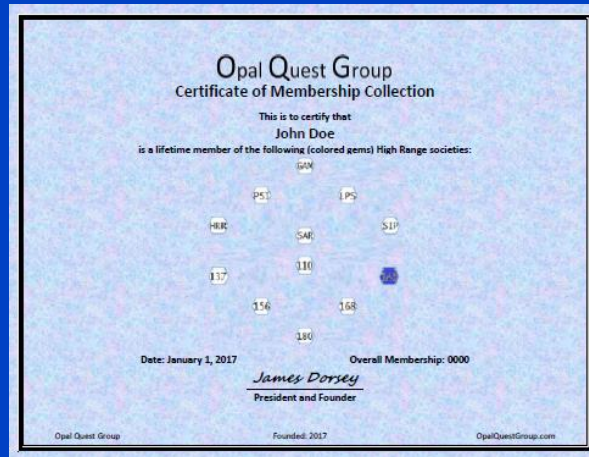 Opal Quest Group
Certificate of Membership Collection
This is to certify that
John Doe
is a lifetime member of the following (colored gems) High Range societies:
GAM
PSI LPS
SIP
SAR
110
137
156 168
180
Date: January 1, 2017 Overall Membership: 0000
James Dorsey
President and Founder
Opal Quest Group Founded: 2017 OpalQuestGroup.com